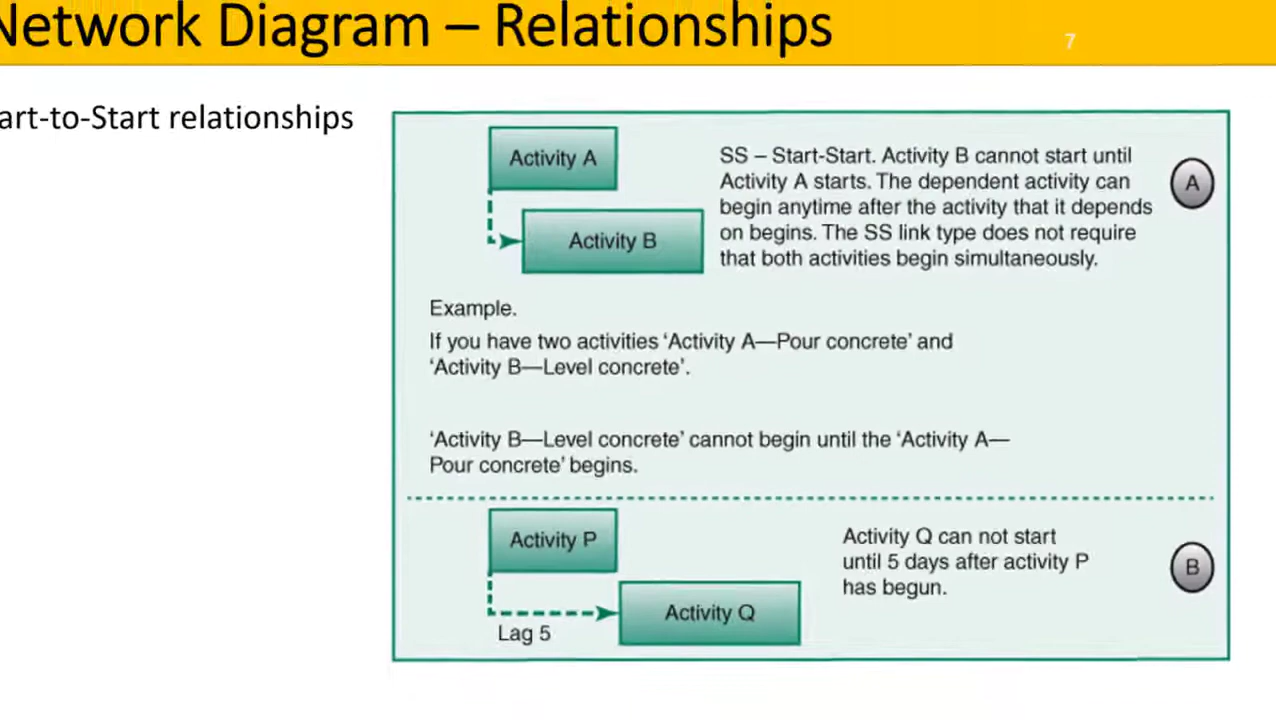 Network Diagram – Relationships
7
art-to-Start relationships
Activity A
Activity B
SS – Start-Start. Activity B cannot start until
Activity A starts. The dependent activity can
begin anytime after the activity that it depends
on begins. The SS link type does not require
that both activities begin simultaneously.
A
Example.
If you have two activities ‘Activity A—Pour concrete’ and
‘Activity B—Level concrete’.
‘Activity B—Level concrete’ cannot begin until the ‘Activity A—
Pour concrete’ begins.
Activity P
Activity Q
Lag 5
Activity Q can not start
until 5 days after activity P
has begun.
B